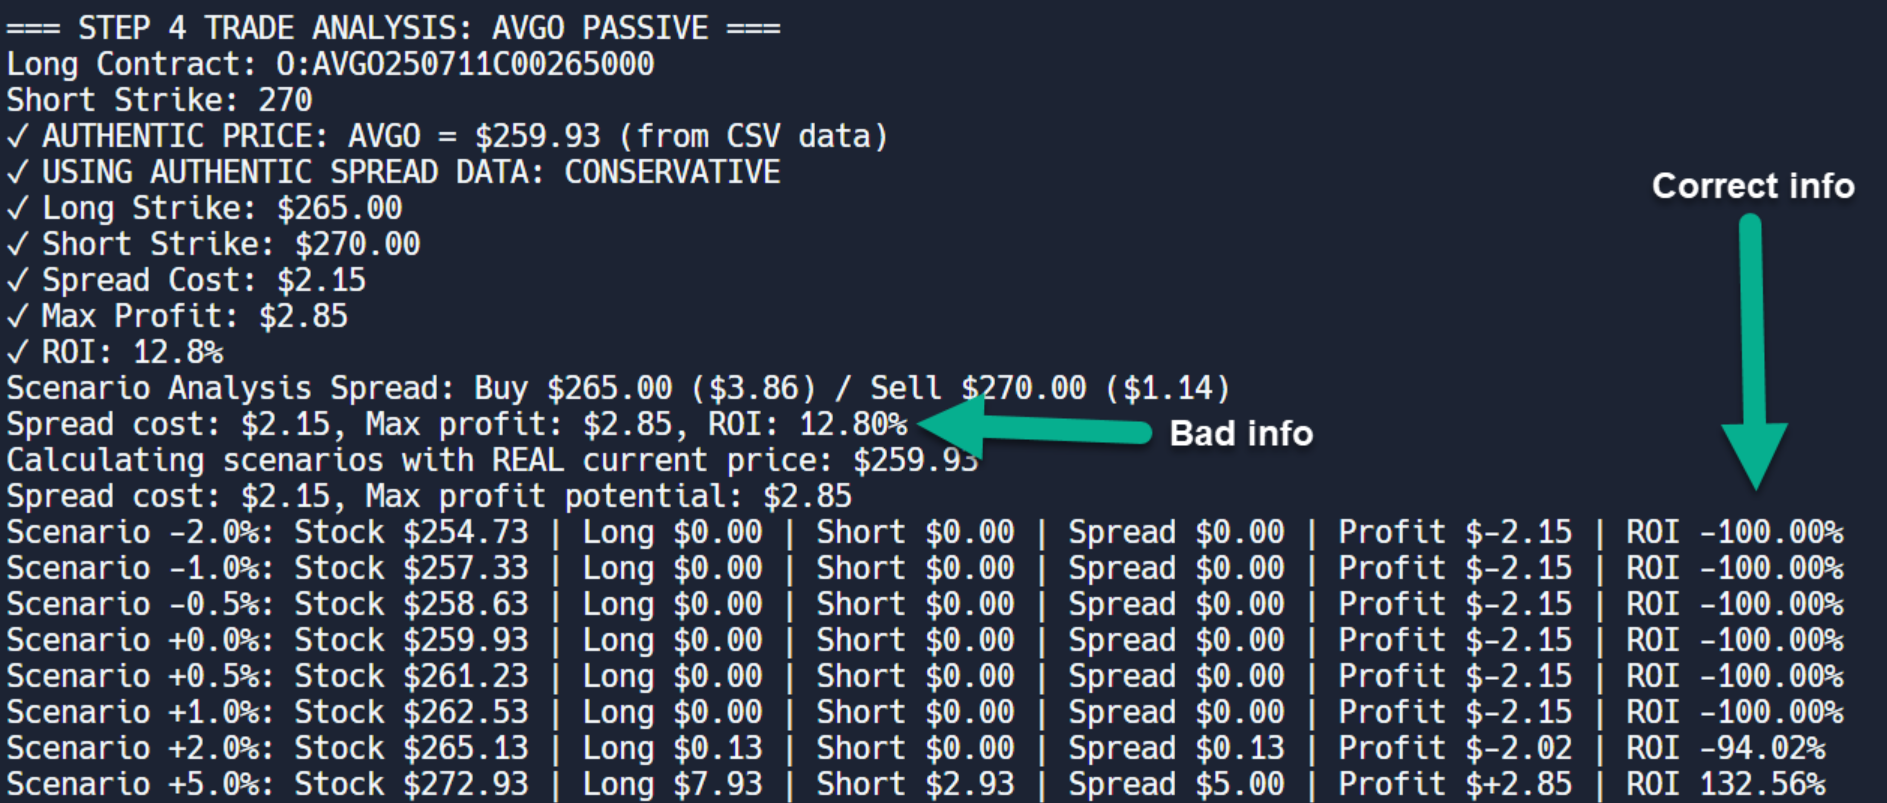 === STEP 4 TRADE ANALYSIS: AVGO PASSIVE ===
Long Contract: O:AVGO250711C00265000
Short Strike: 270
✓ AUTHENTIC PRICE: AVGO = $259.93 (from CSV data)
✓ USING AUTHENTIC SPREAD DATA: CONSERVATIVE
✓ Long Strike: $265.00
✓ Short Strike: $270.00
✓ Spread Cost: $2.15
✓ Max Profit: $2.85
✓ ROI: 12.8%
Scenario Analysis Spread: Buy $265.00 ($3.86) / Sell $270.00 ($1.14)
Spread cost: $2.15, Max profit: $2.85, ROI: 12.80%
Calculating scenarios with REAL current price: $259.93
Spread cost: $2.15, Max profit potential: $2.85
Scenario -2.0%: Stock $254.73 | Long $0.00 | Short $0.00 | Spread $0.00 | Profit $-2.15 | ROI -100.00%
Scenario -1.0%: Stock $257.33 | Long $0.00 | Short $0.00 | Spread $0.00 | Profit $-2.15 | ROI -100.00%
Scenario -0.5%: Stock $258.63 | Long $0.00 | Short $0.00 | Spread $0.00 | Profit $-2.15 | ROI -100.00%
Scenario +0.0%: Stock $259.93 | Long $0.00 | Short $0.00 | Spread $0.00 | Profit $-2.15 | ROI -100.00%
Scenario +0.5%: Stock $261.23 | Long $0.00 | Short $0.00 | Spread $0.00 | Profit $-2.15 | ROI -100.00%
Scenario +1.0%: Stock $262.53 | Long $0.00 | Short $0.00 | Spread $0.00 | Profit $-2.15 | ROI -100.00%
Scenario +2.0%: Stock $265.13 | Long $0.13 | Short $0.00 | Spread $0.13 | Profit $-2.02 | ROI -94.02%
Scenario +5.0%: Stock $272.93 | Long $7.93 | Short $2.93 | Spread $5.00 | Profit $+2.85 | ROI 132.56%
Correct info
Bad info